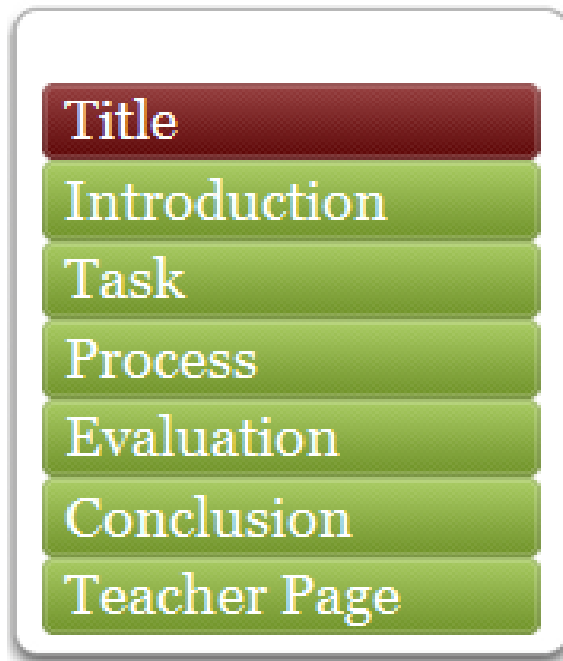 Title
Introduction
Task
Process
Evaluation
Conclusion
Teacher Page